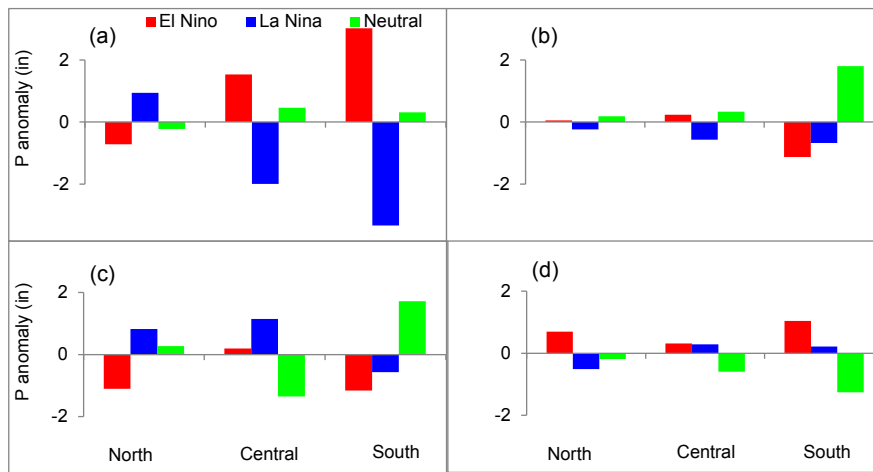 El Nino La Nina Neutral
(a)
P anomaly (in)
2
0
-2
(b)
2
0
-2
(c)
P anomaly (in)
2
0
-2
North Central South
(d)
2
0
-2
North Central South